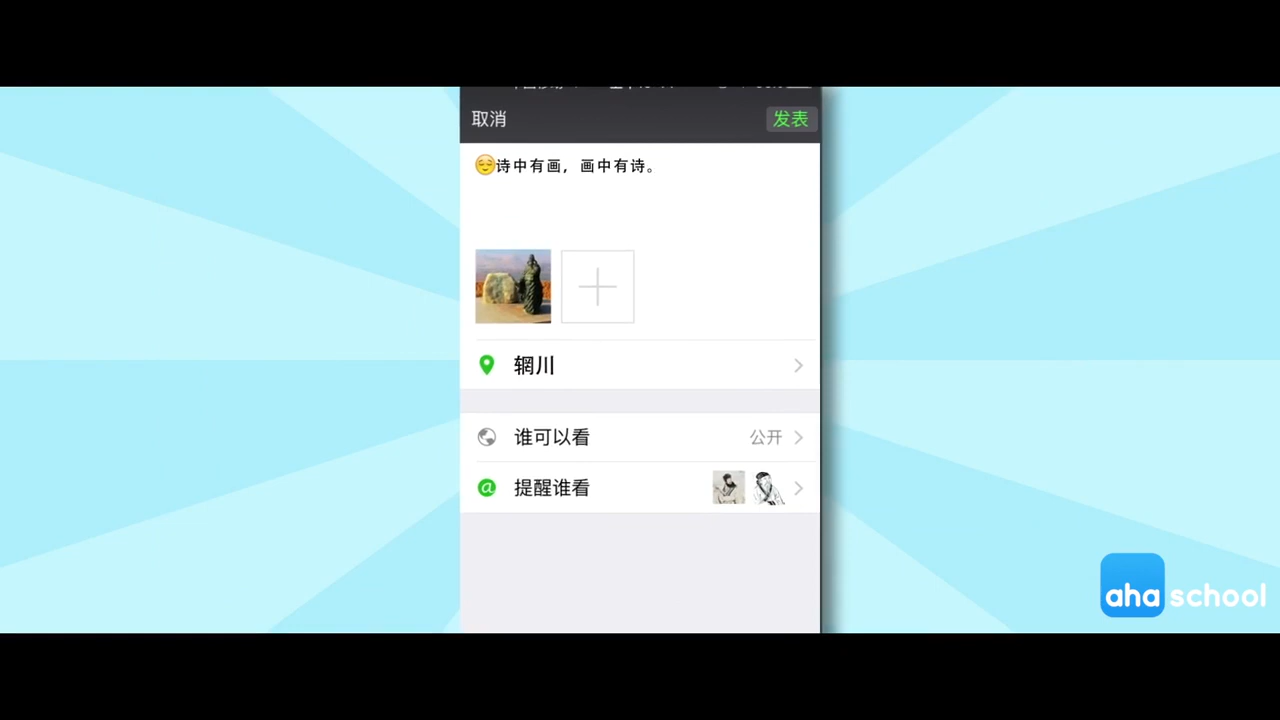 取消
发表
诗中有画，画中有诗。
辋川
谁可以看
公开
提醒谁看
aha school